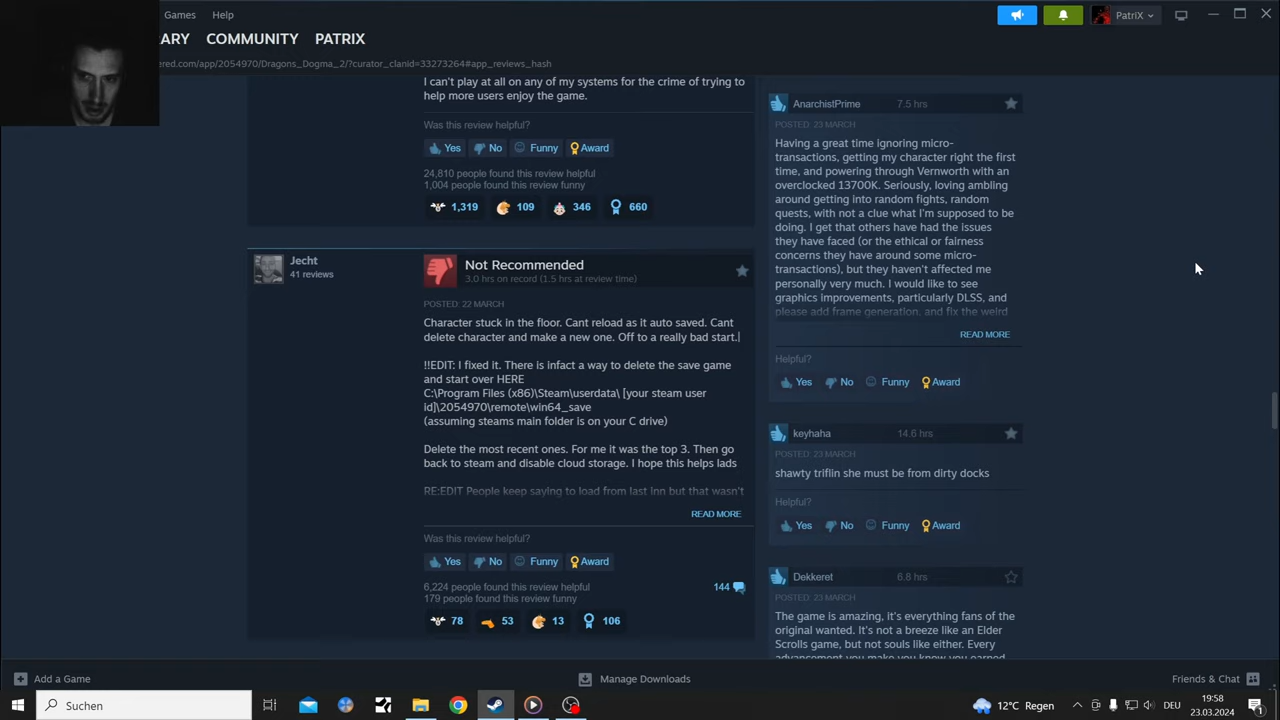 Games Help
PatriX
ARY COMMUNITY PATRIX
ered.com/app/2054970/Dragons_Dogma_2/?curator_clanid=33273264#app_reviews_hash
I can't play at all on any of my systems for the crime of trying to
help more users enjoy the game.
Was this review helpful?
Yes No Funny Award
24,810 people found this review helpful
1,004 people found this review funny
1,319 109 346 660
Jecht
41 reviews
Not Recommended
3.0 hrs on record (1.5 hrs at review time)
POSTED: 22 MARCH
Character stuck in the floor. Cant reload as it auto saved. Cant
delete character and make a new one. Off to a really bad start.
!!EDIT: I fixed it. There is infact a way to delete the save game
and start over HERE
C:\Program Files (x86)\Steam\userdata\ [your steam user
id]\2054970\remote\win64_save
(assuming steams main folder is on your C drive)
Delete the most recent ones. For me it was the top 3. Then go
back to steam and disable cloud storage. I hope this helps lads
RE:EDIT People keep saying to load from last inn but that wasn't
READ MORE
Was this review helpful?
Yes No Funny Award
6,224 people found this review helpful
179 people found this review funny
144
78 53 13 106
AnarchistPrime 7.5 hrs
POSTED: 23 MARCH
Having a great time ignoring micro-
transactions, getting my character right the first
time, and powering through Vernworth with an
overclocked 13700K. Seriously, loving ambling
around getting into random fights, random
quests, with not a clue what I'm supposed to be
doing. I get that others have had the issues
they have faced (or the ethical or fairness
concerns they have around some micro-
transactions), but they haven't affected me
personally very much. I would like to see
graphics improvements, particularly DLSS, and
please add frame generation, and fix the weird
READ MORE
Helpful?
Yes No Funny Award
keyhaha 14.6 hrs
POSTED: 23 MARCH
shawty triflin she must be from dirty docks
Helpful?
Yes No Funny Award
Dekkeret 6.8 hrs
POSTED: 23 MARCH
The game is amazing, it's everything fans of the
original wanted. It's not a breeze like an Elder
Scrolls game, but not souls like either. Every
advancement you make you know you earned
Add a Game Manage Downloads Friends & Chat
Suchen 12°C Regen DEU 19:58
23.03.2024